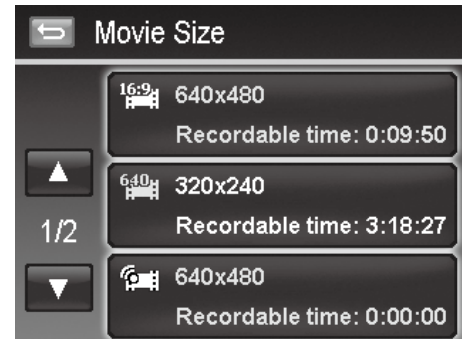 Movie Size
16:9 640x480
Recordable time: 0:09:50
640 320x240
Recordable time: 3:18:27
1/2
640x480
Recordable time: 0:00:00